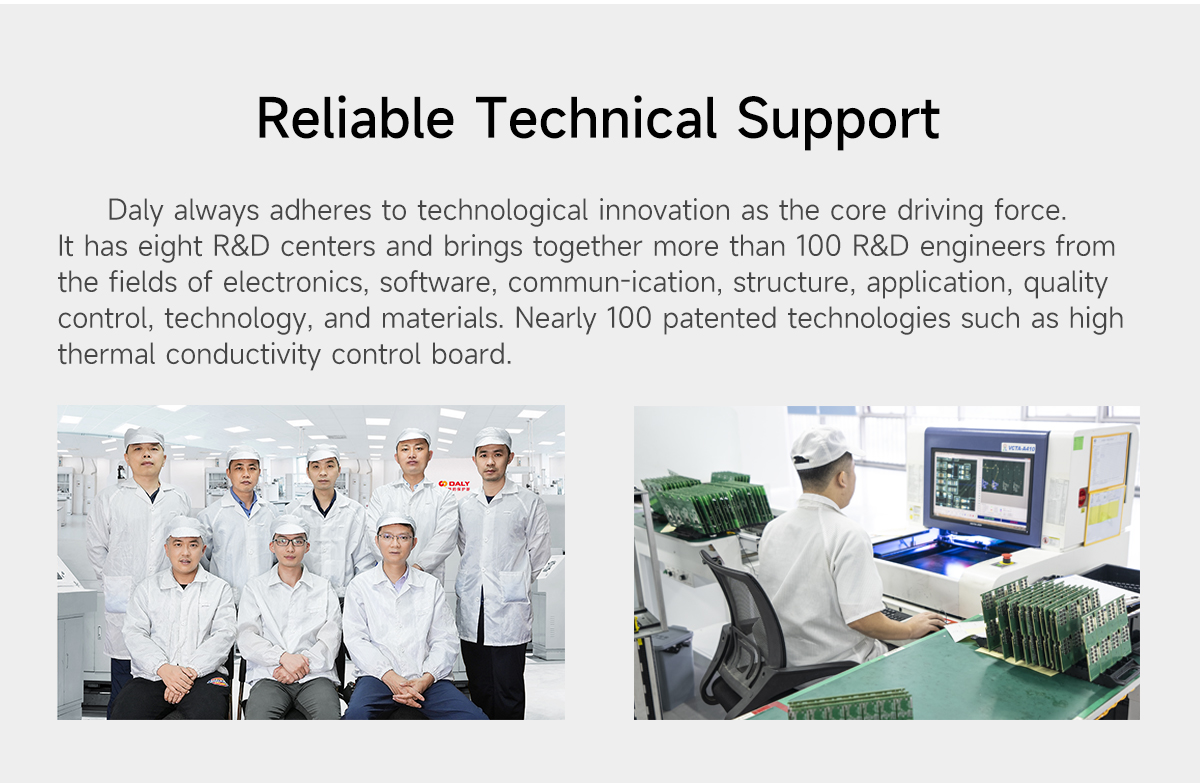 Reliable Technical Support
Daly always adheres to technological innovation as the core driving force.
It has eight R&D centers and brings together more than 100 R&D engineers from
the fields of electronics, software, commun-ication, structure, application, quality
control, technology, and materials. Nearly 100 patented technologies such as high
thermal conductivity control board.
DALY
VCTA-A410